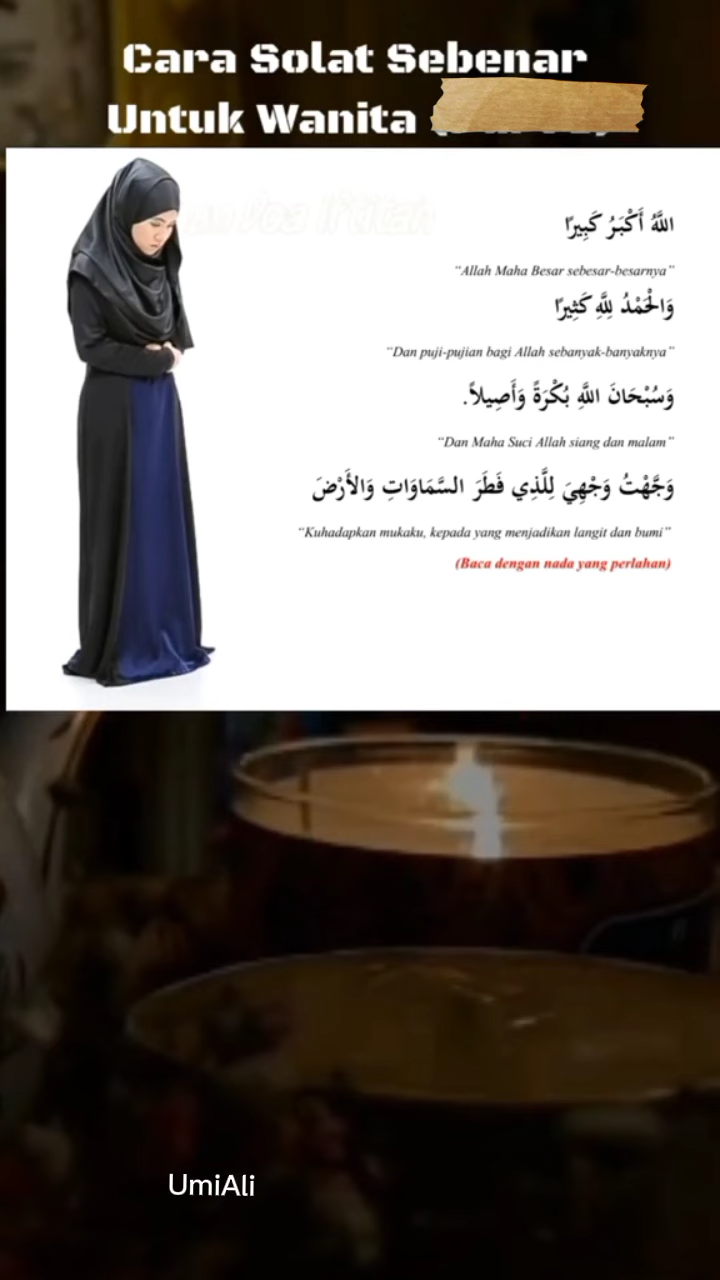 Cara Solat Sebenar
Untuk Wanita
اللَّهُ أَكْبَرُ كَبِيرًا
“Allah Maha Besar sebesar-besarnya”
وَالْحَمْدُ لِلَّهِ كَثِيرًا
“Dan puji-pujian bagi Allah sebanyak-banyaknya”
وَسُبْحَانَ اللَّهِ بُكْرَةً وَأَصِيلاً.
“Dan Maha Suci Allah siang dan malam”
وَجَّهْتُ وَجْهِيَ لِلَّذِي فَطَرَ السَّمَاوَاتِ وَالأَرْضَ
“Kuhadapkan mukaku, kepada yang menjadikan langit dan bumi”
(Baca dengan nada yang perlahan)
UmiAli